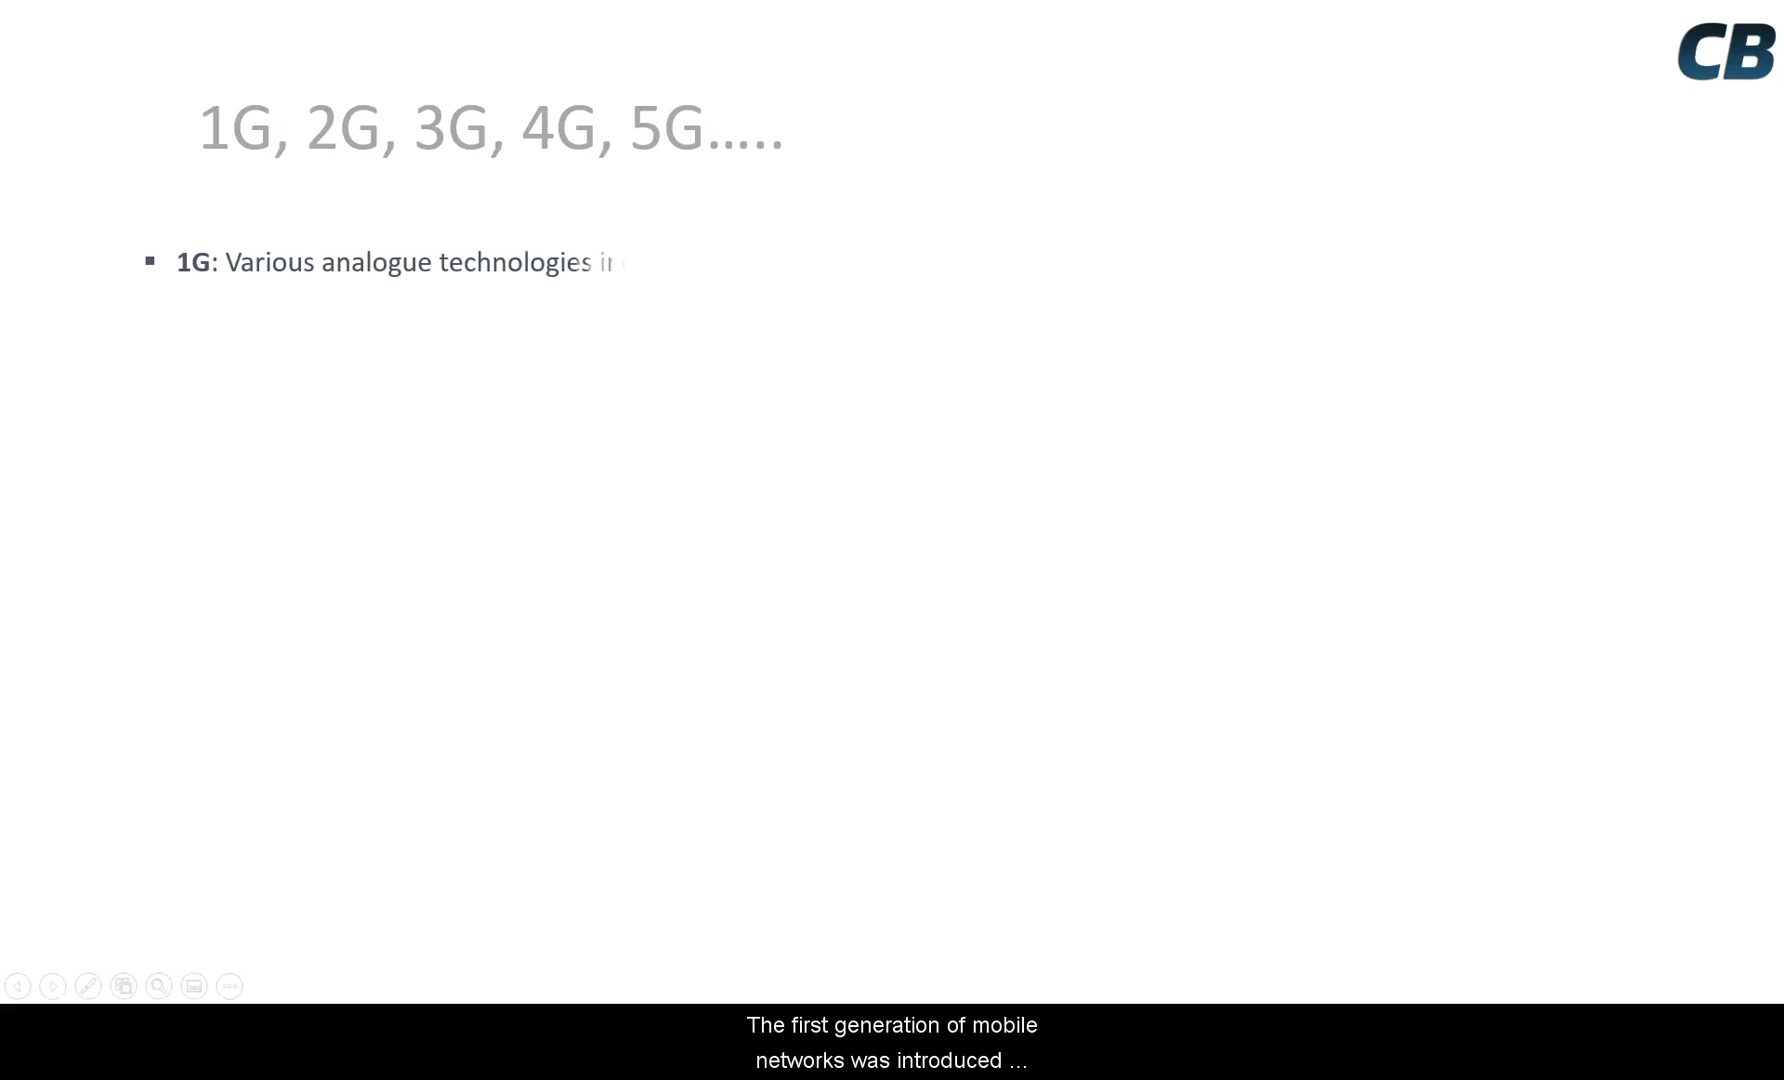 CB
1G, 2G, 3G, 4G, 5G…..
▪ 1G: Various analogue technologies
The first generation of mobile
networks was introduced ...